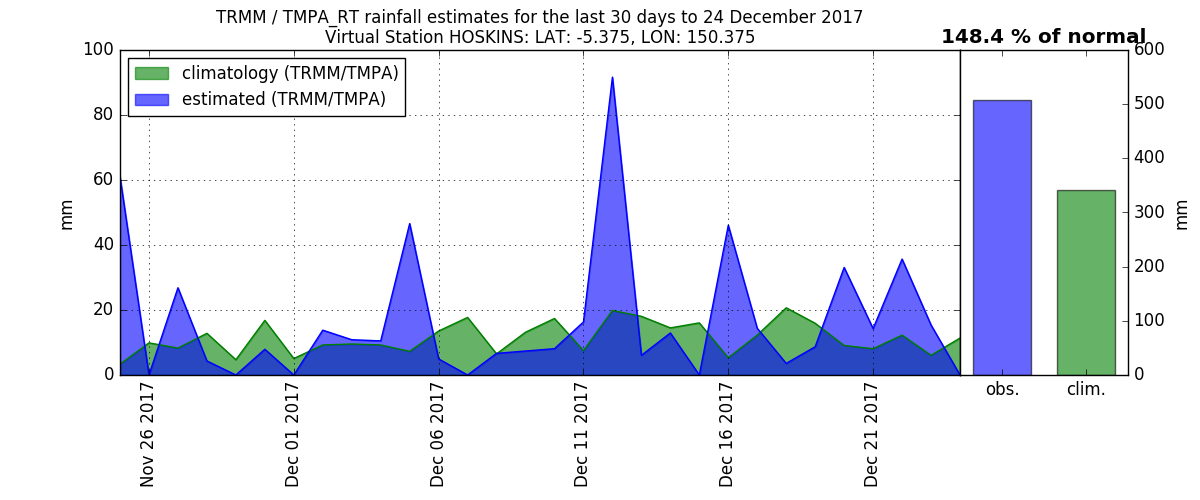 TRMM / TMPA_RT rainfall estimates for the last 30 days to 24 December 2017
Virtual Station HOSKINS: LAT: -5.375, LON: 150.375
148.4 % of normal
climatology (TRMM/TMPA)
estimated (TRMM/TMPA)
100
80
60
40
20
0
mm
Nov 26 2017
Dec 01 2017
Dec 06 2017
Dec 11 2017
Dec 16 2017
Dec 21 2017
600
500
400
300
200
100
0
mm
obs.
clim.